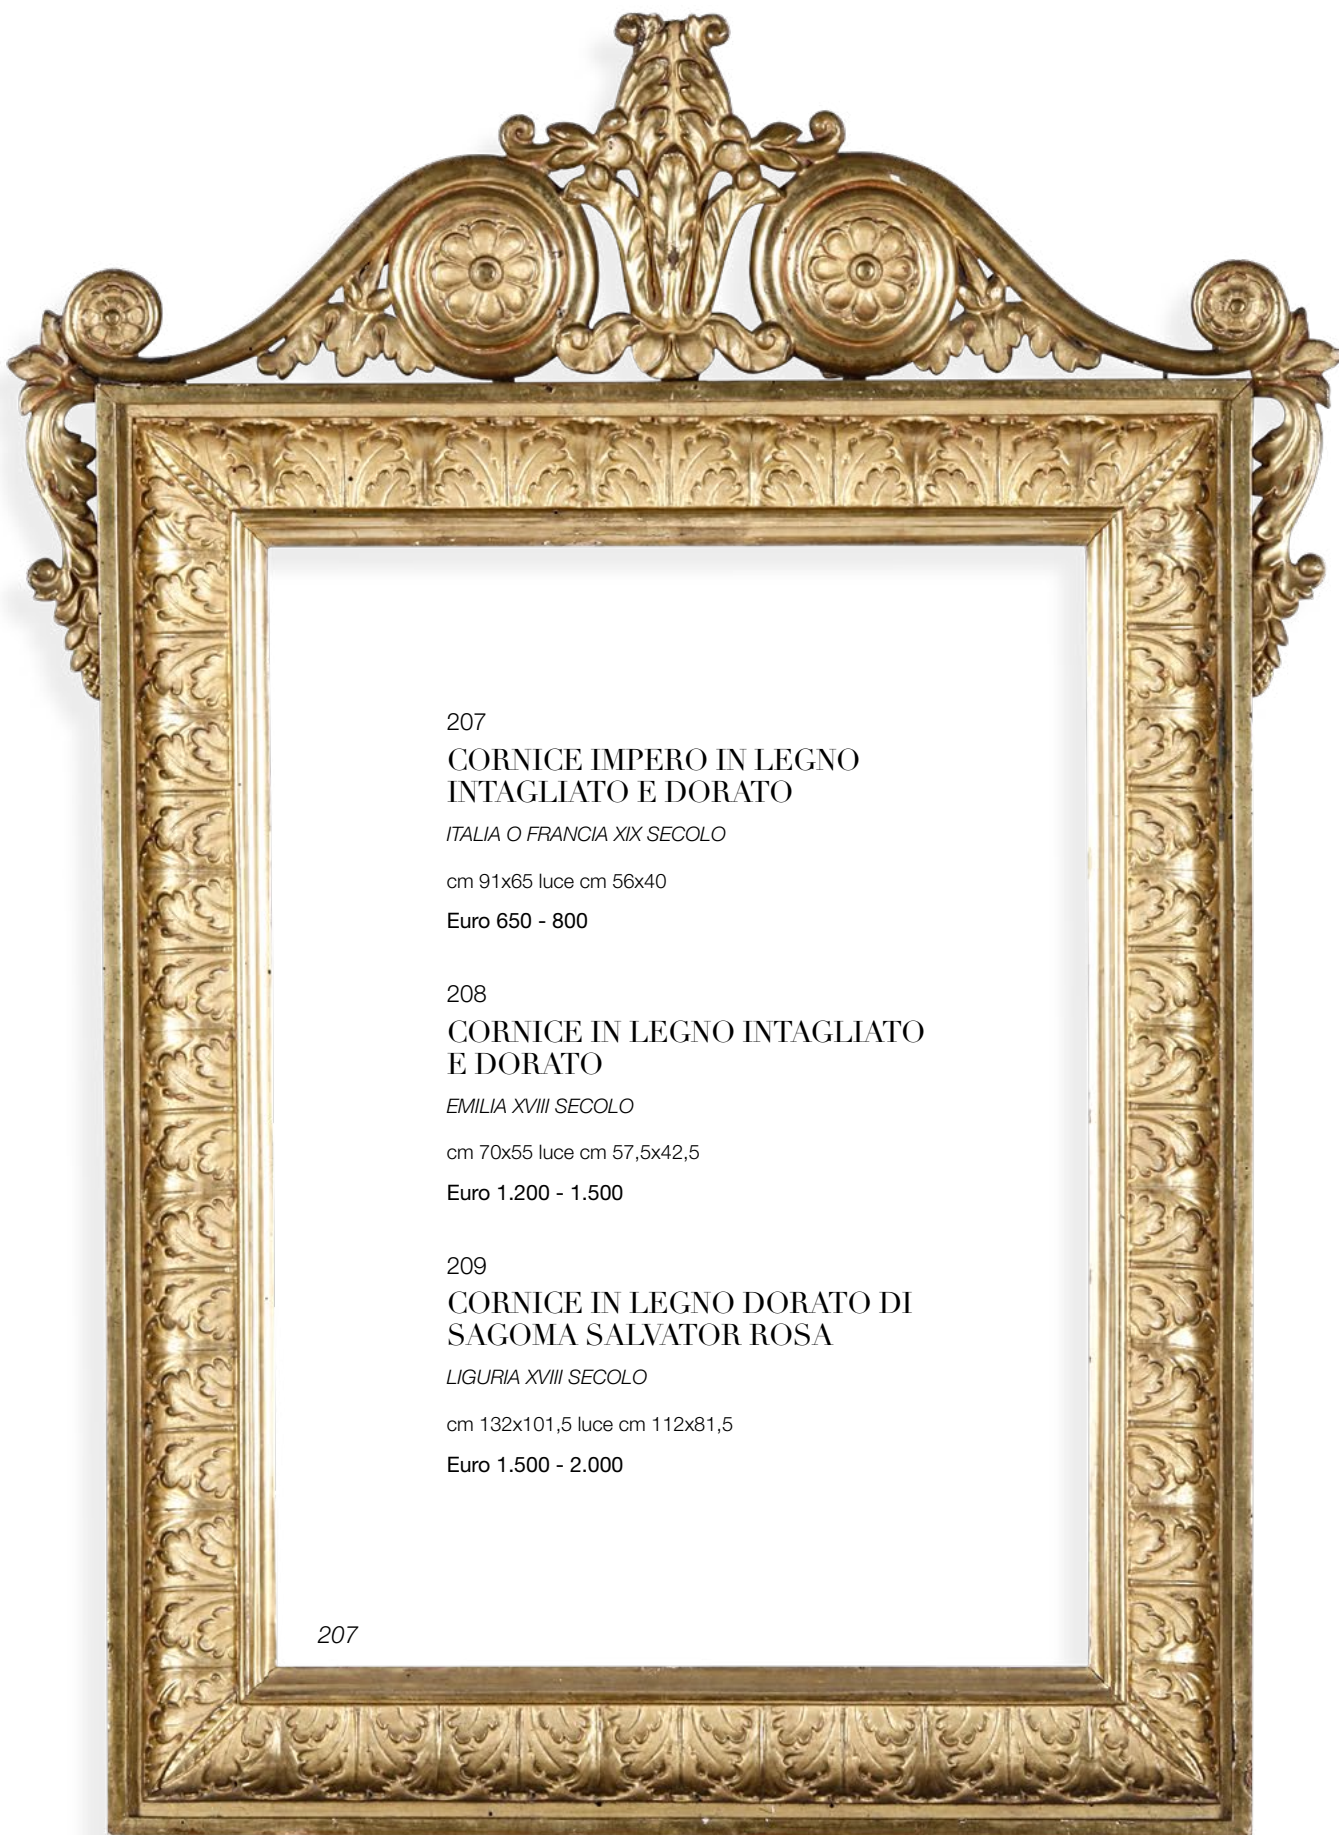 207
CORNICE IMPERO IN LEGNO
INTAGLIATO E DORATO
ITALIA O FRANCIA XIX SECOLO
cm 91x65 luce cm 56x40
Euro 650 - 800
208
CORNICE IN LEGNO INTAGLIATO
E DORATO
EMILIA XVIII SECOLO
cm 70x55 luce cm 57,5x42,5
Euro 1.200 - 1.500
209
CORNICE IN LEGNO DORATO DI
SAGOMA SALVATOR ROSA
LIGURIA XVIII SECOLO
cm 132x101,5 luce cm 112x81,5
Euro 1.500 - 2.000
207